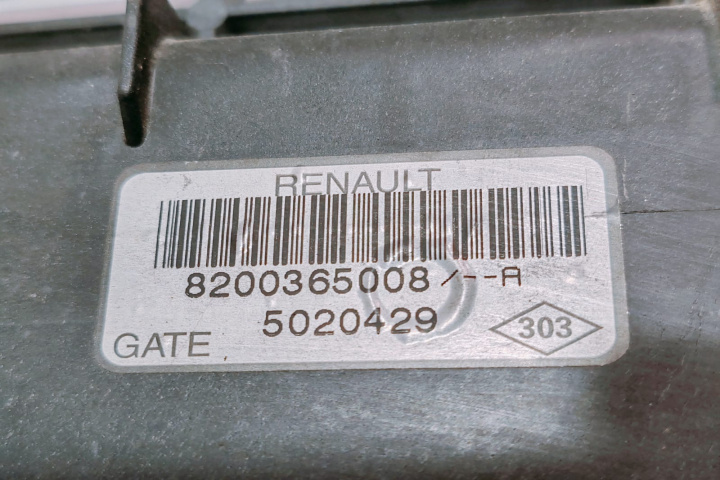 RENAULT
8200365008/--A
5020429
GATE 303